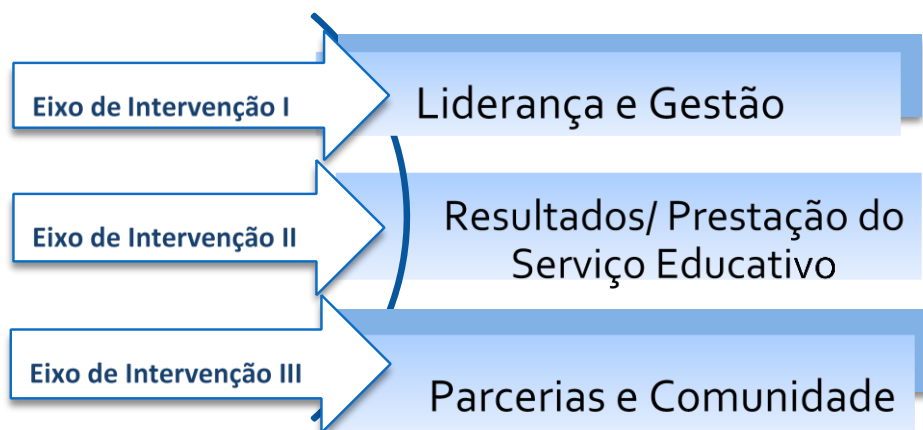 Eixo de Intervenção I
Liderança e Gestão
Eixo de Intervenção II
Resultados/ Prestação do
Serviço Educativo
Eixo de Intervenção III
Parcerias e Comunidade